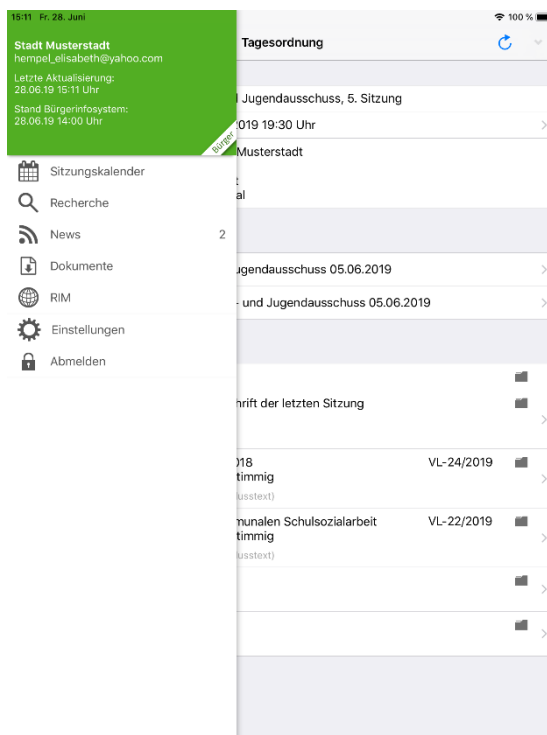 15:11 Fr. 28. Juni
100 %
Stadt Musterstadt
hempel_elisabeth@yahoo.com
Letzte Aktualisierung:
28.06.19 15:11 Uhr
Stand Bürgerinfosystem:
28.06.19 14:00 Uhr
Bürger
Sitzungskalender
Recherche
News 2
Dokumente
RIM
Einstellungen
Abmelden
Tagesordnung
Jugendausschuss, 5. Sitzung
019 19:30 Uhr
Musterstadt
al
ugendausschuss 05.06.2019
- und Jugendausschuss 05.06.2019
hrift der letzten Sitzung
018 VL-24/2019
timmig
usstext)
munalen Schulsozialarbeit VL-22/2019
timmig
usstext)